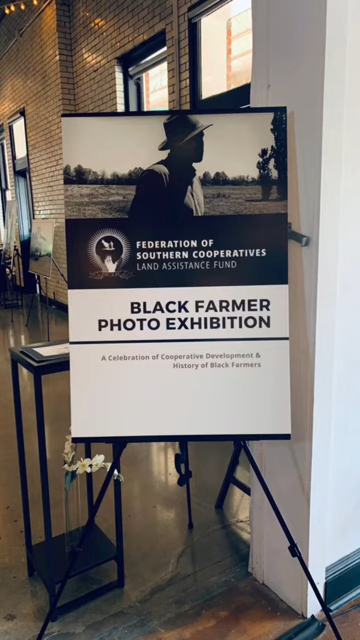 FEDERATION OF
SOUTHERN COOPERATIVES
LAND ASSISTANCE FUND
BLACK FARMER
PHOTO EXHIBITION
A Celebration of Cooperative Development &
History of Black Farmers